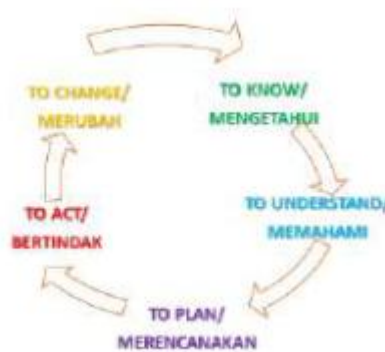 TO CHANGE/
MERUBAH
TO KNOW/
MENGETAHUI
TO UNDERSTAND/
MEMAHAMI
TO PLAN/
MERENCANAKAN
TO ACT/
BERTINDAK